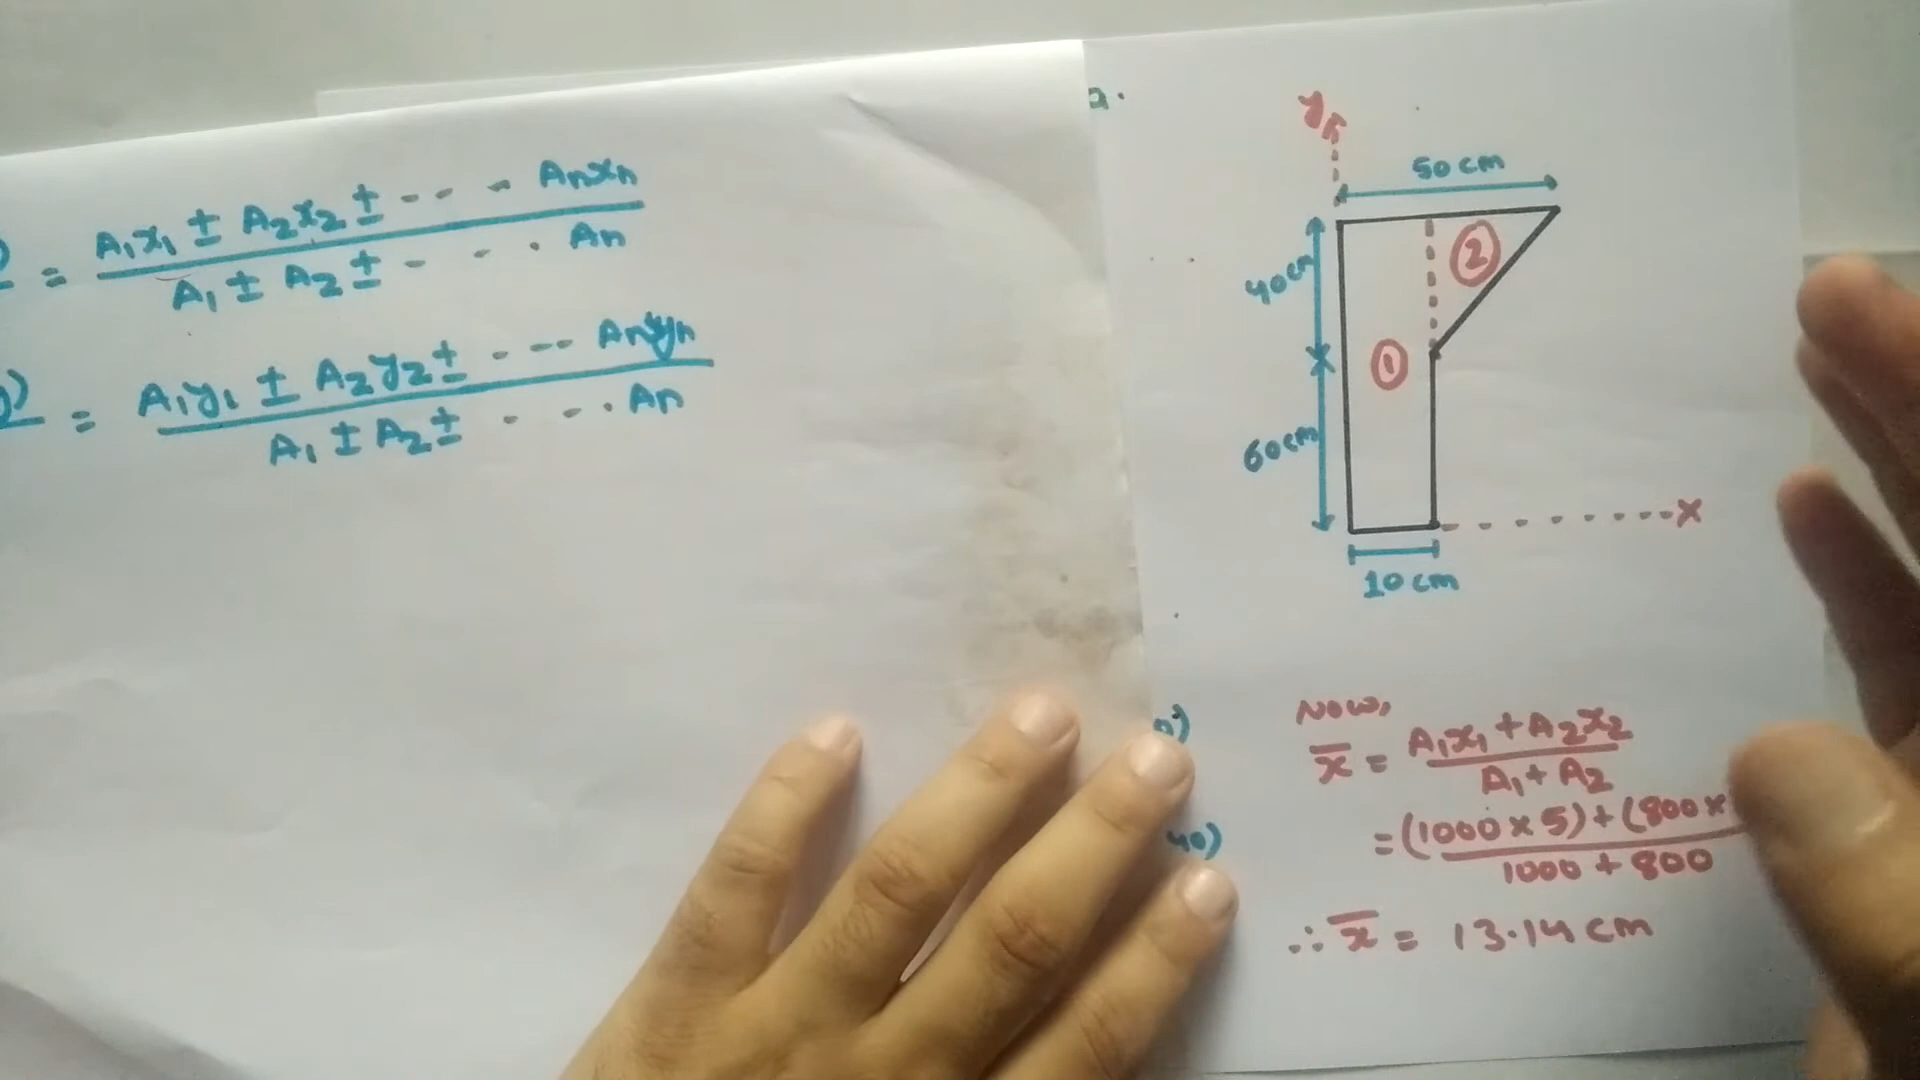 = A₁x₁ ± A₂x₂ ± - - - Anxn
A₁ ± A₂ ± - - . An
= A₁y₁ ± A₂y₂ ± - -- Anyn
A₁ ± A₂ ± . - . . An
a.
y
50 cm
40cm
②
①
60cm
x
10 cm
Now,
x̄ = A₁x₁ + A₂x₂
A₁ + A₂
= (1000 x 5) + (800 x
1000 + 800
40)
∴ x̄ = 13.14 cm